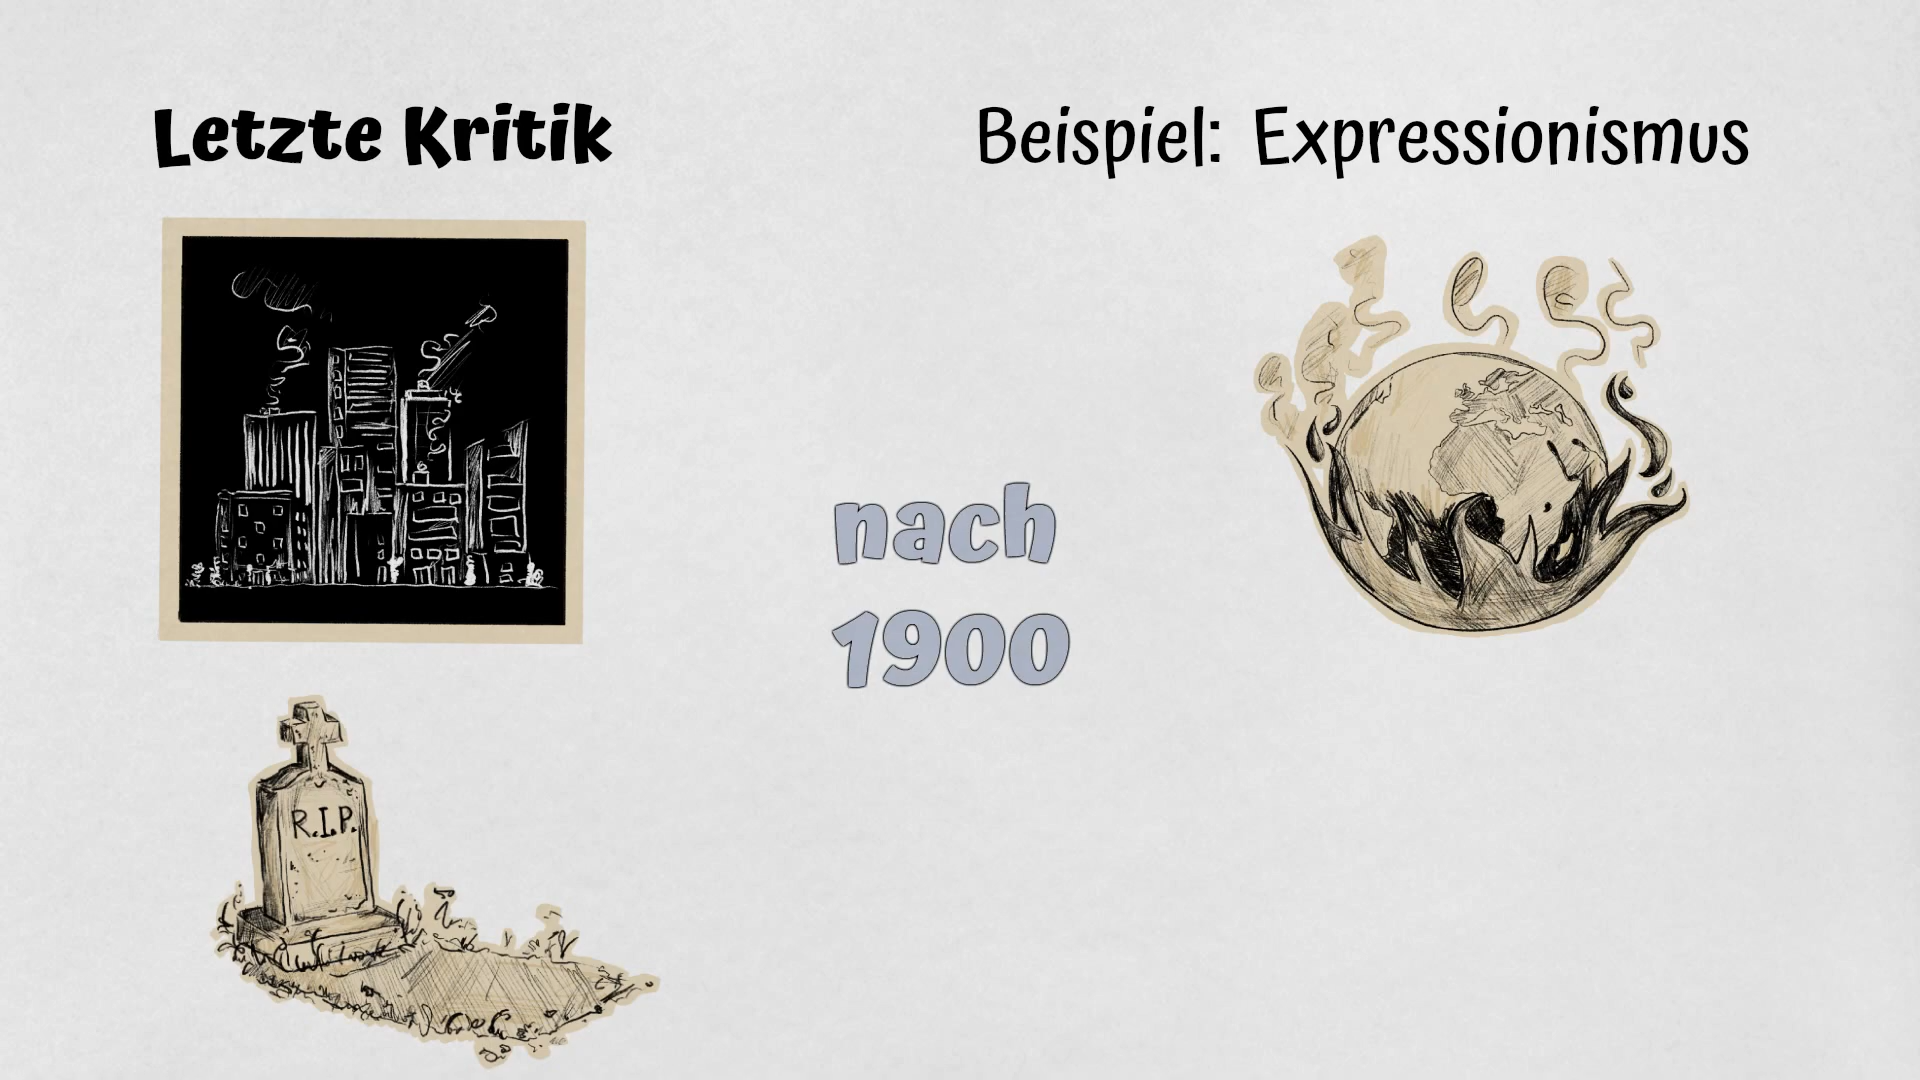 Letzte Kritik
Beispiel: Expressionismus
nach
1900
R.I.P.